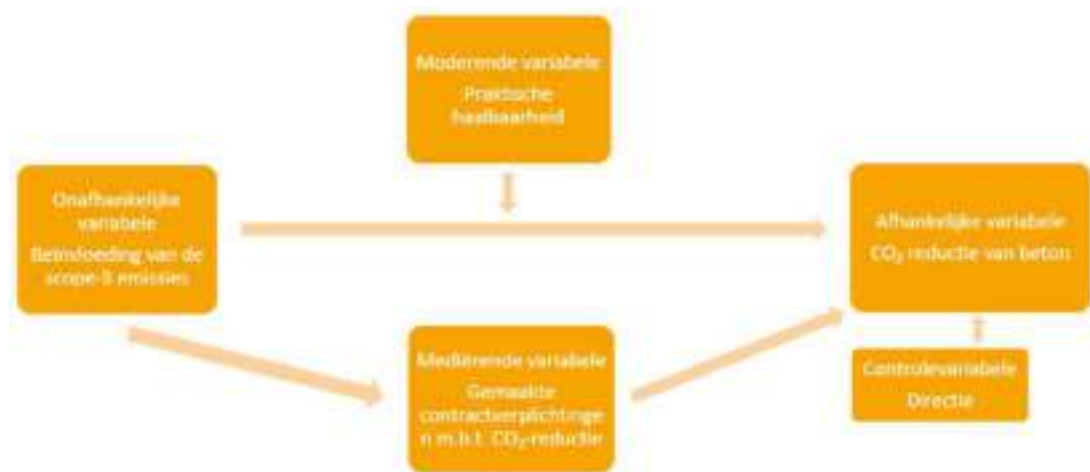 Moderende variabele
Praktische
haalbaarheid
Onafhankelijke
variabele
Beïnvloeding van de
scope-3 emissies
Afhankelijke variabele
CO₂ reductie van beton
Mediërende variabele
Gemaakte
contractverplichtinge
n m.b.t. CO₂-reductie
Controlevariabele
Directie